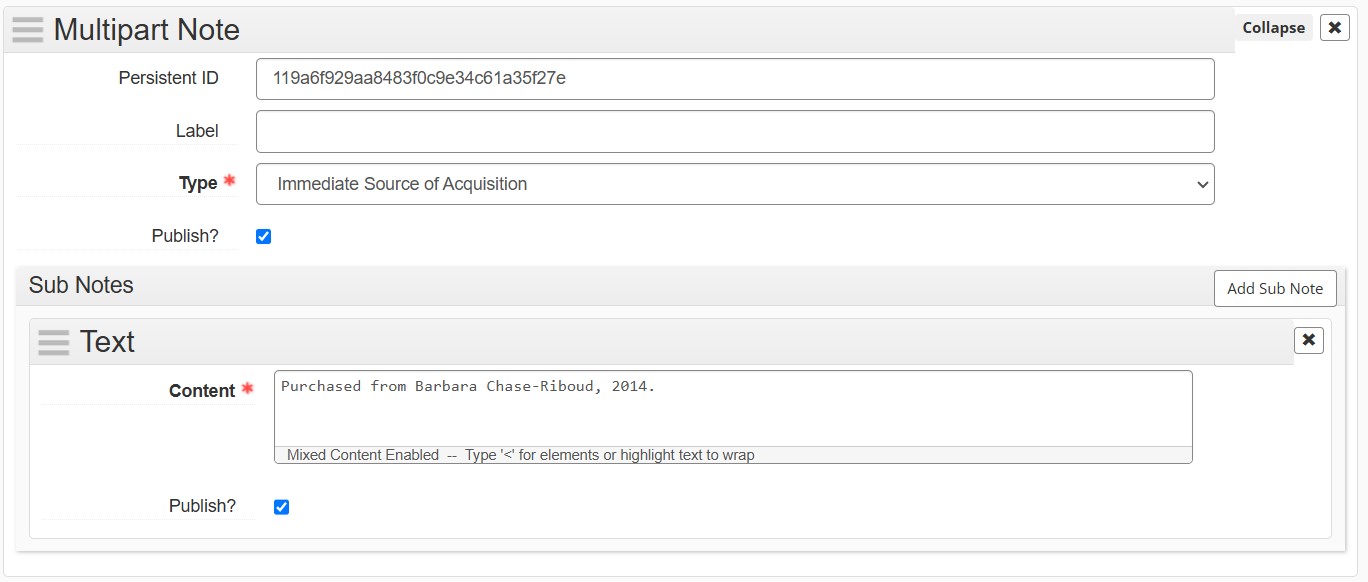 Multipart Note
Collapse
Persistent ID
119a6f929aa8483f0c9e34c61a35f27e
Label
Type *
Immediate Source of Acquisition
Publish?
Sub Notes
Add Sub Note
Text
Content *
Purchased from Barbara Chase-Riboud, 2014.
Mixed Content Enabled -- Type '<' for elements or highlight text to wrap
Publish?